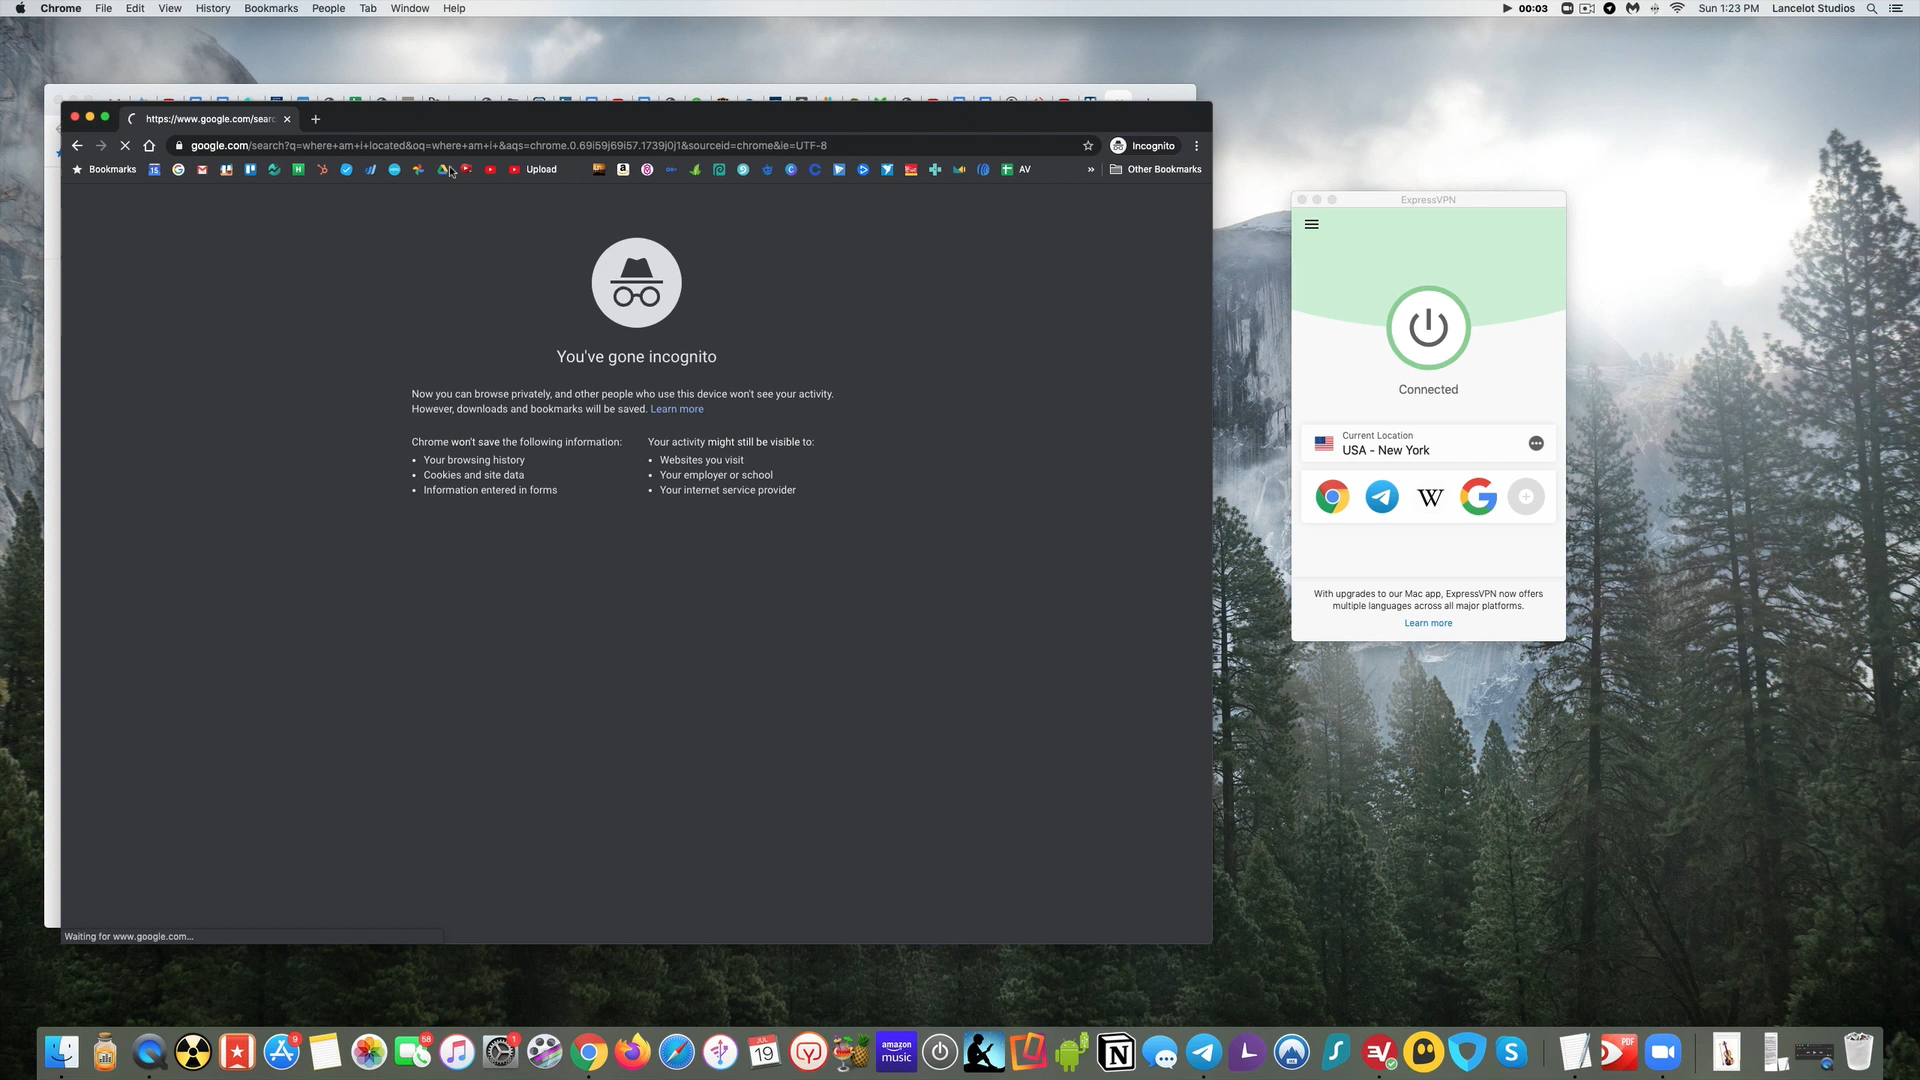 Chrome File Edit View History Bookmarks People Tab Window Help
00:03 Sun 1:23 PM Lancelot Studios
https://www.google.com/sear
google.com/search?q=where+am+i+located&oq=where+am+i+&aqs=chrome.0.69i59j69i57.1739j0j1&sourceid=chrome&ie=UTF-8
Incognito
Bookmarks Upload AV » Other Bookmarks
You've gone incognito
Now you can browse privately, and other people who use this device won't see your activity.
However, downloads and bookmarks will be saved. Learn more
Chrome won't save the following information:
• Your browsing history
• Cookies and site data
• Information entered in forms
Your activity might still be visible to:
• Websites you visit
• Your employer or school
• Your internet service provider
Waiting for www.google.com...
ExpressVPN
Connected
Current Location
USA - New York
W
With upgrades to our Mac app, ExpressVPN now offers
multiple languages across all major platforms.
Learn more
9
58
1
JUL
19
amazon
music
PDF